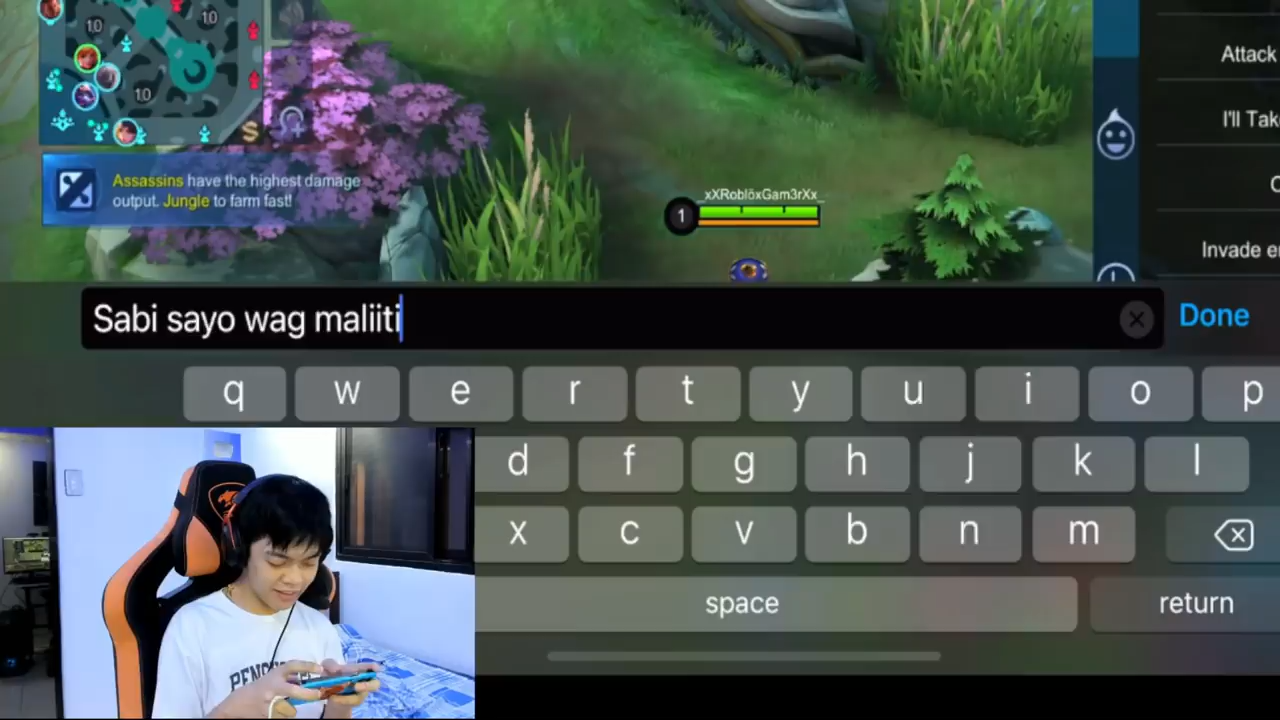 10
10
10
Assassins have the highest damage
output. Jungle to farm fast!
_xXRoblöxGam3rXx_
1
Attack
I'll Tak
Invade e
Sabi sayo wag maliiti
Done
q w e r t y u i o p
d f g h j k l
x c v b n m
space
return